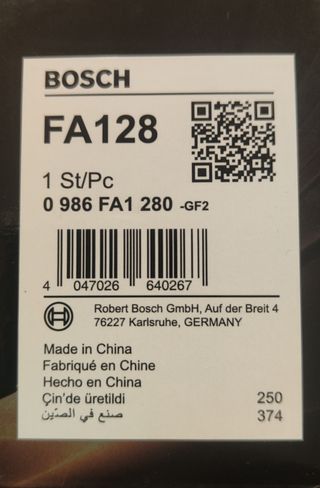 BOSCH
FA128
1 St/Pc
0 986 FA1 280 -GF2
4 047026 640267
Robert Bosch GmbH, Auf der Breit 4
76227 Karlsruhe, GERMANY
Made in China
Fabriqué en Chine
Hecho en China
Çin'de üretildi 250
صنع في الصّين 374